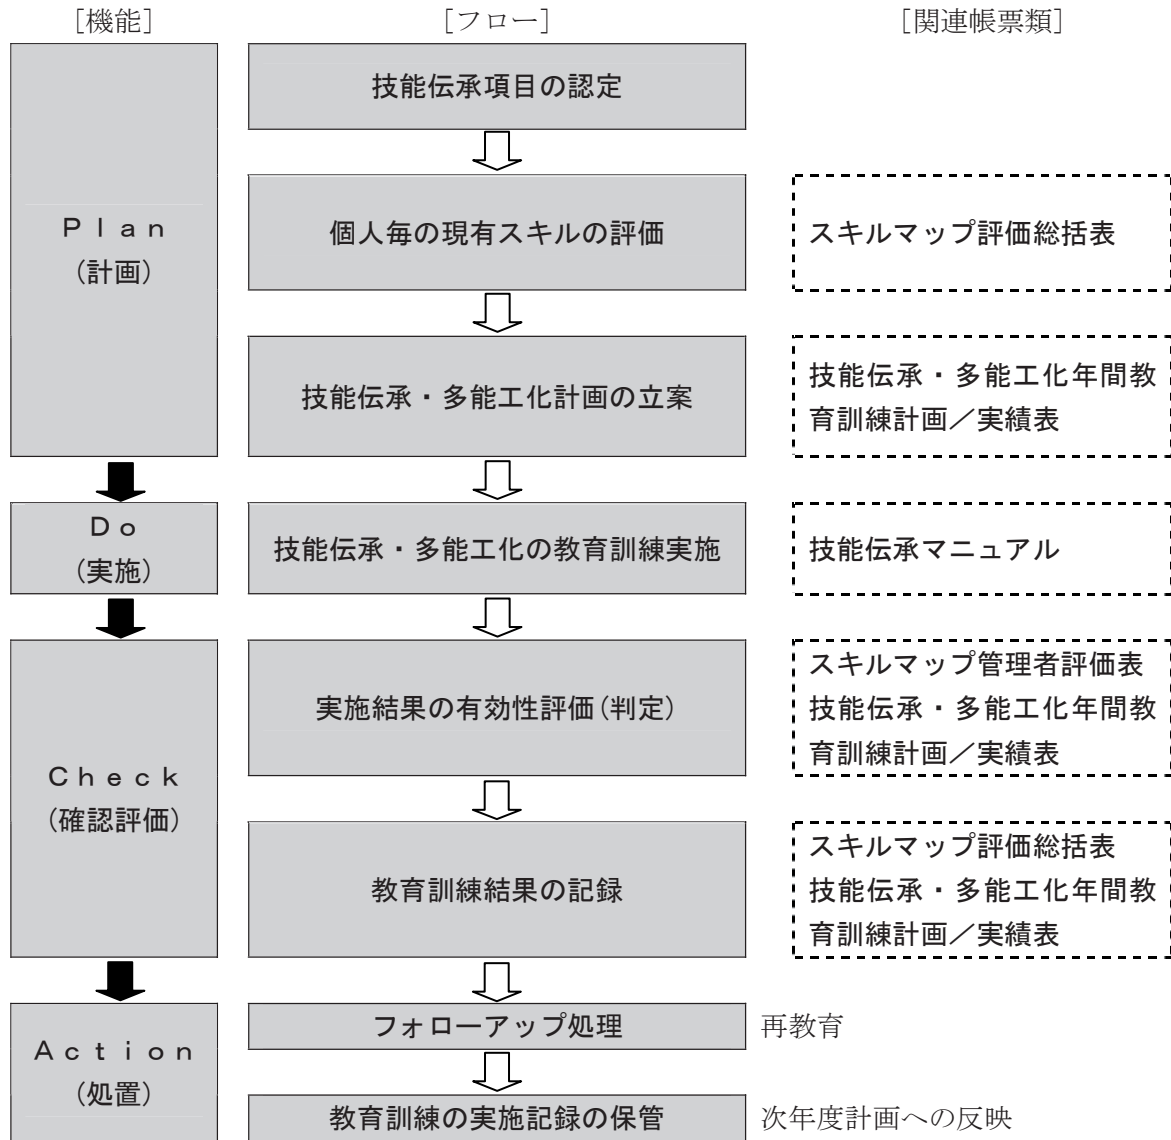 [機能]
[フロー]
[関連帳票類]
技能伝承項目の認定
Ｐｌａｎ
(計画)
個人毎の現有スキルの評価
スキルマップ評価総括表
技能伝承・多能工化計画の立案
技能伝承・多能工化年間教
育訓練計画／実績表
Ｄｏ
(実施)
技能伝承・多能工化の教育訓練実施
技能伝承マニュアル
Ｃｈｅｃｋ
(確認評価)
実施結果の有効性評価(判定)
スキルマップ管理者評価表
技能伝承・多能工化年間教
育訓練計画／実績表
教育訓練結果の記録
スキルマップ評価総括表
技能伝承・多能工化年間教
育訓練計画／実績表
Ａｃｔｉｏｎ
(処置)
フォローアップ処理
再教育
教育訓練の実施記録の保管
次年度計画への反映